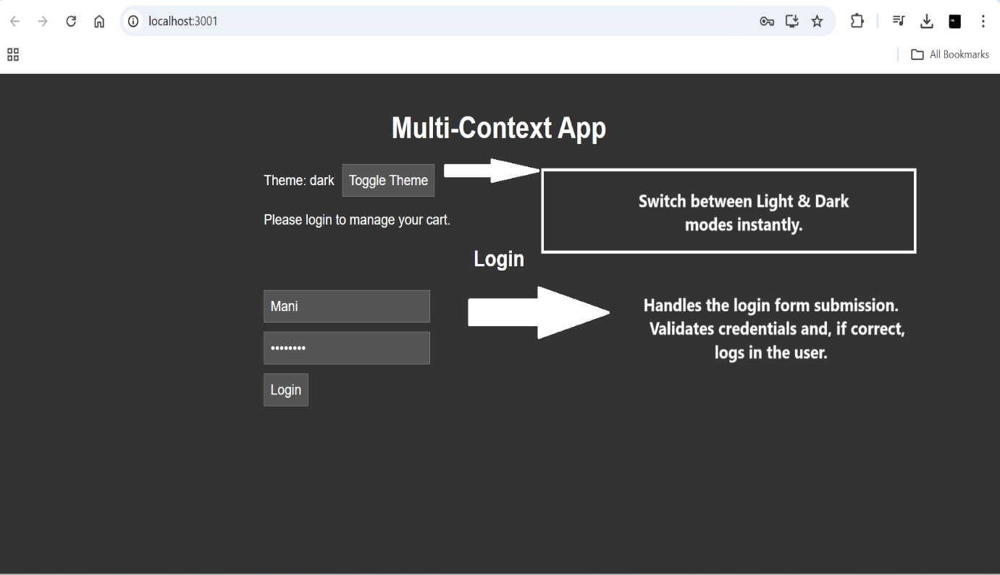 localhost:3001
All Bookmarks
Multi-Context App
Theme: dark Toggle Theme
Switch between Light & Dark
modes instantly.
Please login to manage your cart.
Login
Mani
••••••••
Login
Handles the login form submission.
Validates credentials and, if correct,
logs in the user.